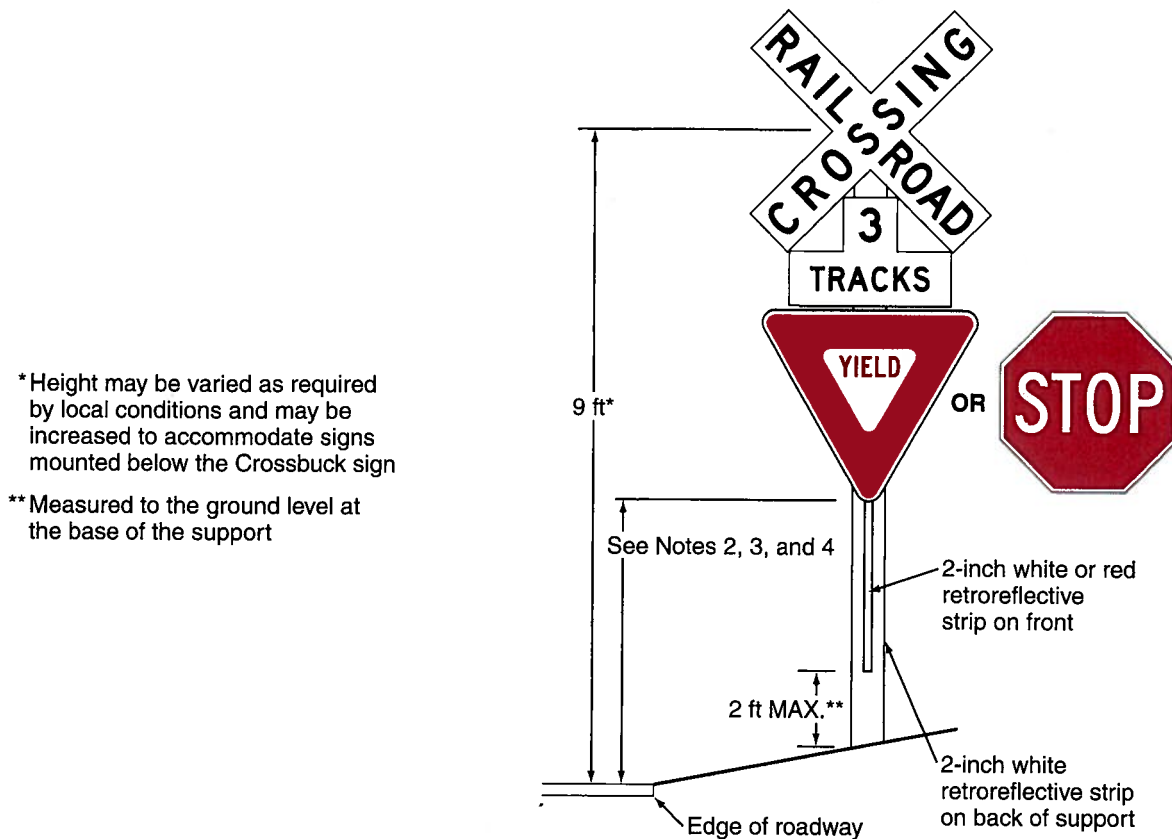 RAILROAD
CROSSING
3
TRACKS
YIELD
OR
STOP
*Height may be varied as required
by local conditions and may be
increased to accommodate signs
mounted below the Crossbuck sign
**Measured to the ground level at
the base of the support
9 ft*
See Notes 2, 3, and 4
2-inch white or red
retroreflective
strip on front
2 ft MAX.**
2-inch white
retroreflective strip
on back of support
Edge of roadway